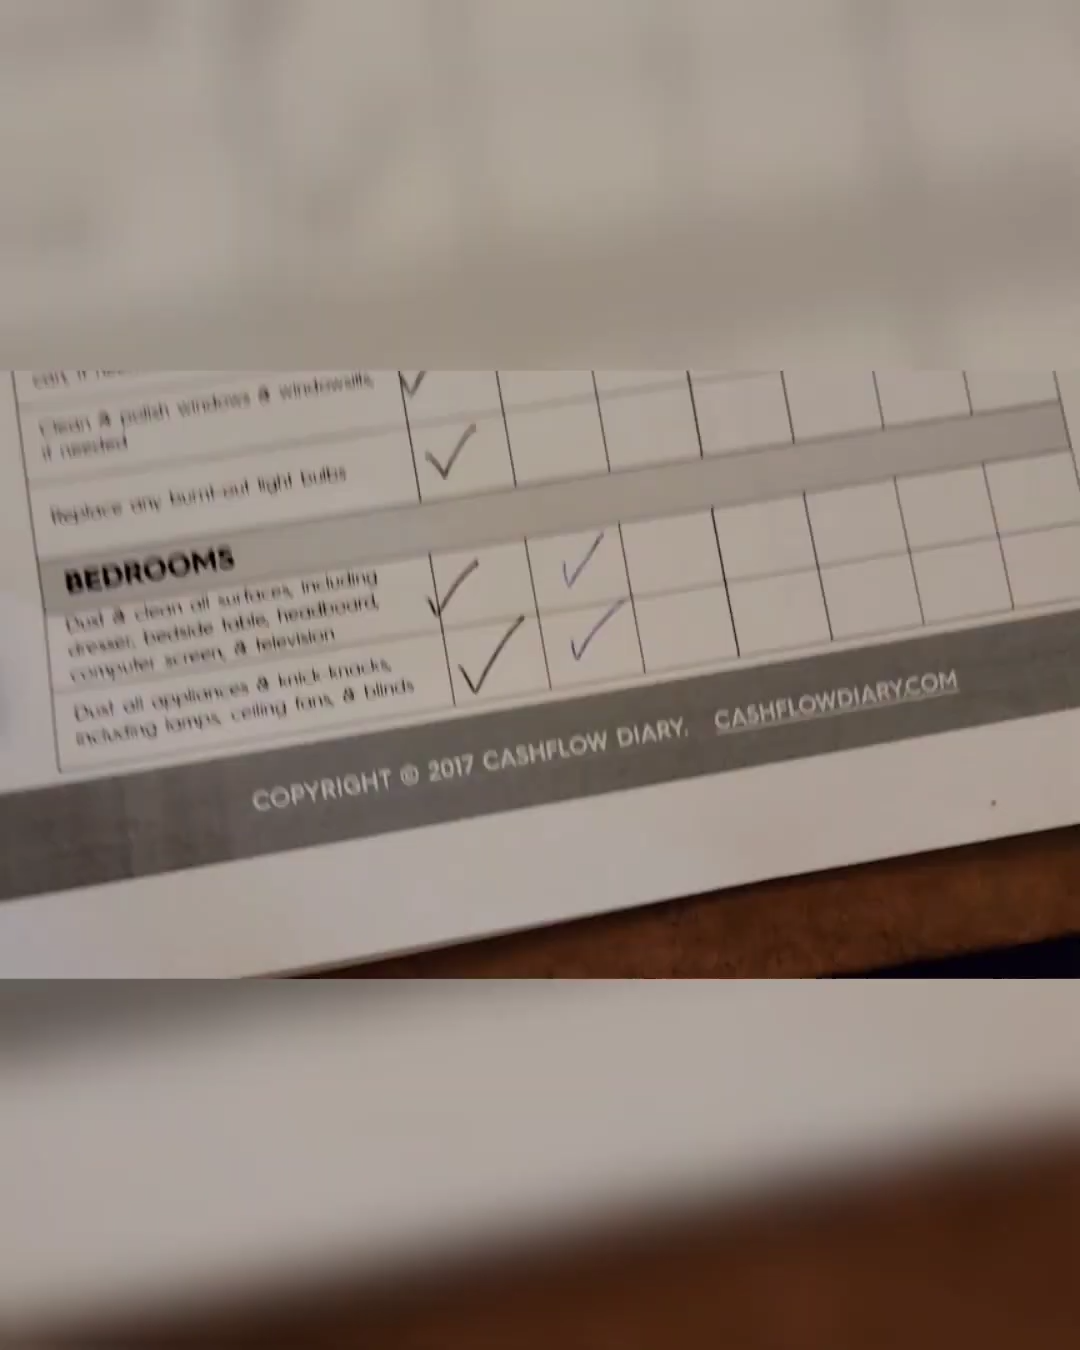 Clean & polish windows & windowsills,
if needed
Replace any burnt-out light bulbs
BEDROOMS
Dust & clean all surfaces, including
dresser, bedside table, headboard,
computer screen, & television
Dust all appliances & knick-knacks,
including lamps, ceiling fans, & blinds
COPYRIGHT © 2017 CASHFLOW DIARY. CASHFLOWDIARY.COM